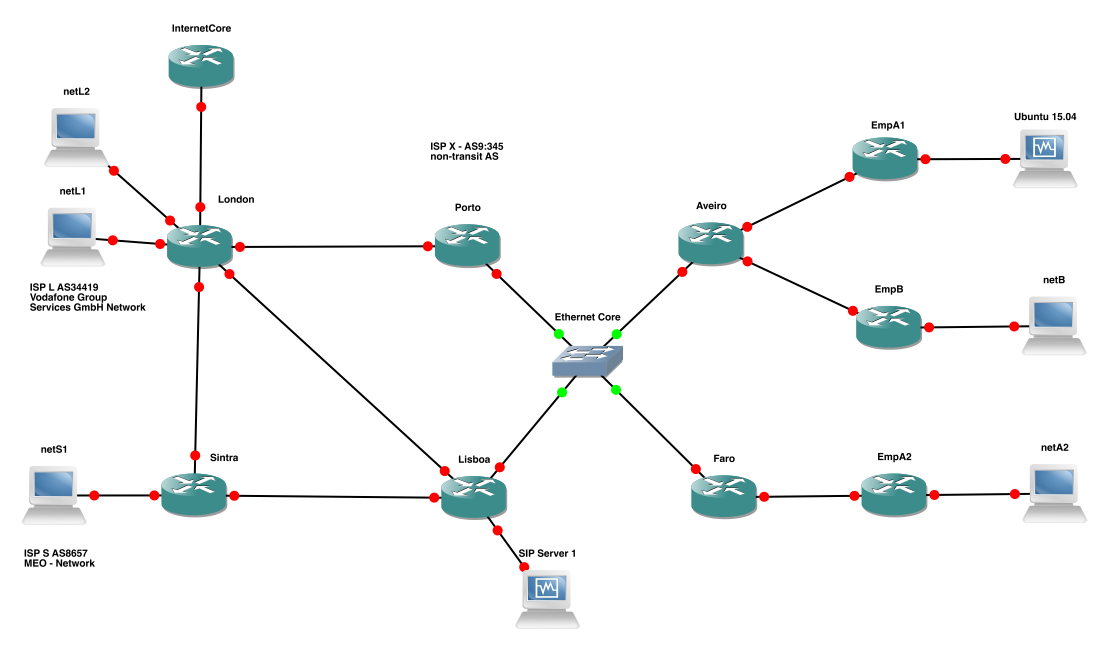 InternetCore
netL2
Ubuntu 15.04
EmpA1
ISP X - AS9:345
non-transit AS
netL1
London
Porto
Aveiro
ISP L AS34419
Vodafone Group
Services GmbH Network
EmpB
netB
Ethernet Core
netS1
Sintra
Lisboa
Faro
EmpA2
netA2
ISP S AS8657
MEO - Network
SIP Server 1